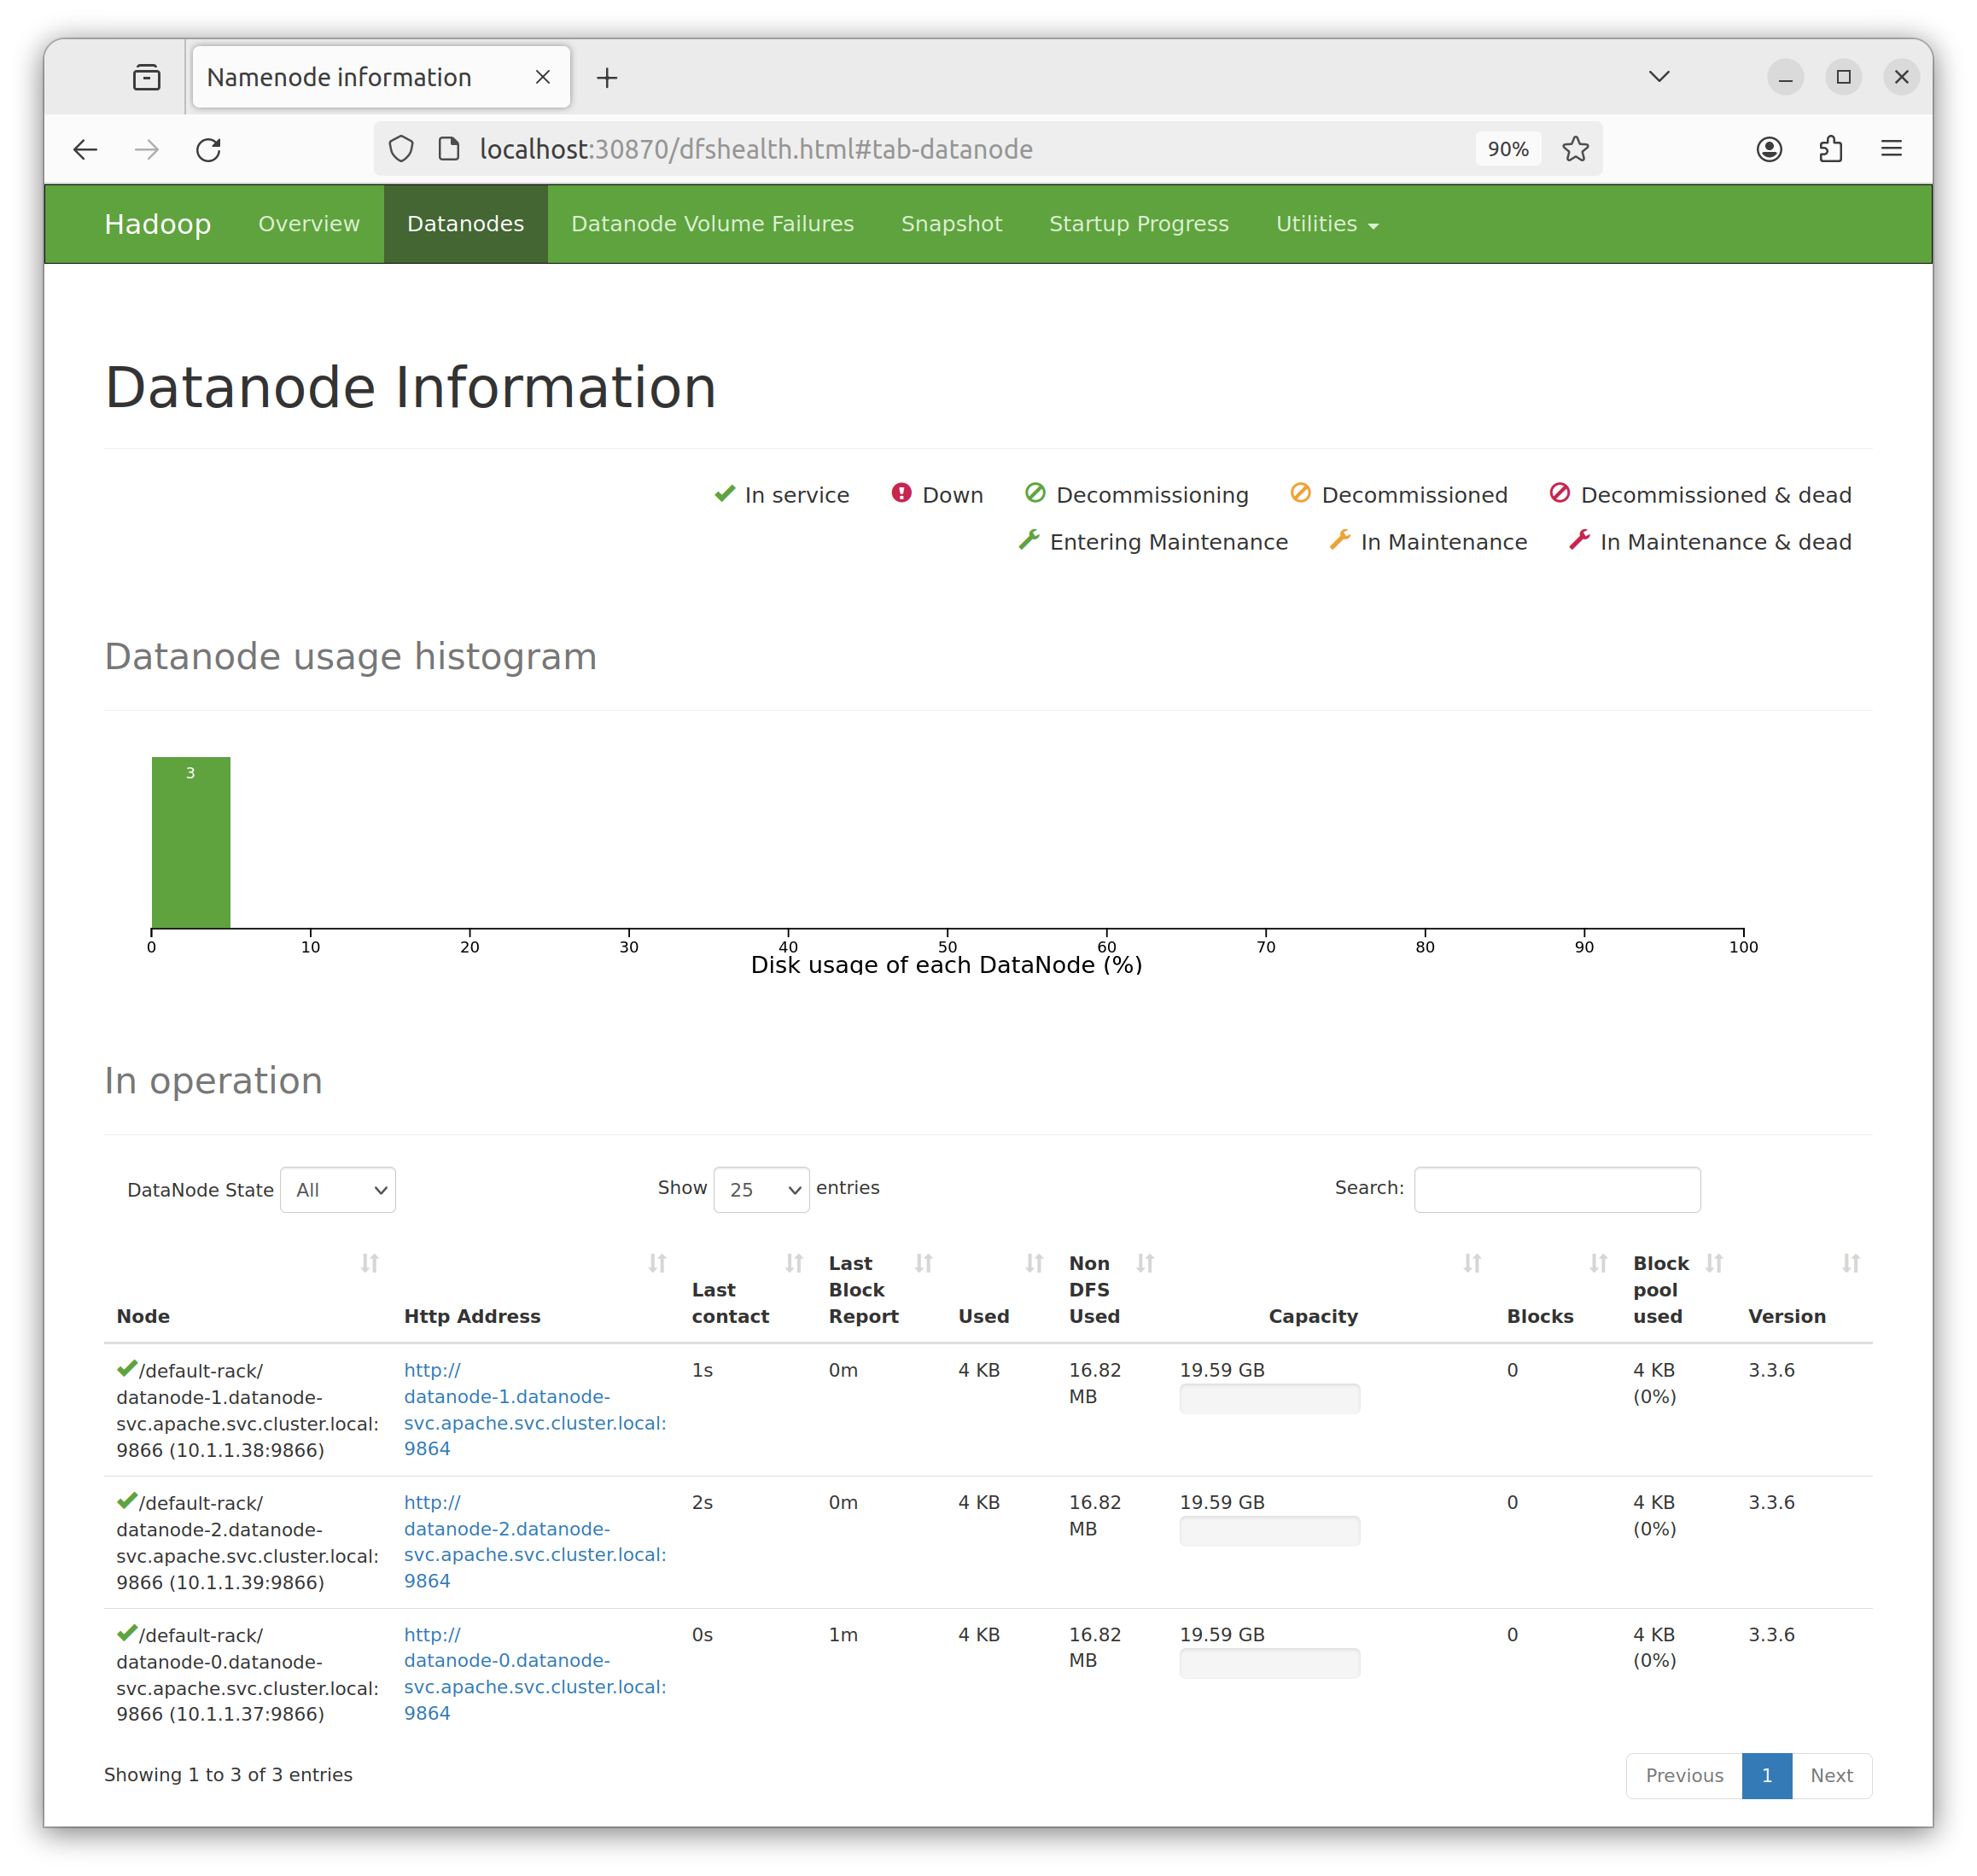 Namenode information
localhost:30870/dfshealth.html#tab-datanode 90%
Hadoop Overview Datanodes Datanode Volume Failures Snapshot Startup Progress Utilities
Datanode Information
In service Down Decommissioning Decommissioned Decommissioned & dead
Entering Maintenance In Maintenance In Maintenance & dead
Datanode usage histogram
3
0 10 20 30 40 50 60 70 80 90 100
Disk usage of each DataNode (%)
In operation
DataNode State All Show 25 entries Search:
Node Http Address Last contact Last Block Report Used Non DFS Used Capacity Blocks Block pool used Version
/default-rack/ http:// 1s 0m 4 KB 16.82 19.59 GB 0 4 KB 3.3.6
datanode-1.datanode- datanode-1.datanode- MB (0%)
svc.apache.svc.cluster.local: svc.apache.svc.cluster.local:
9866 (10.1.1.38:9866) 9864
/default-rack/ http:// 2s 0m 4 KB 16.82 19.59 GB 0 4 KB 3.3.6
datanode-2.datanode- datanode-2.datanode- MB (0%)
svc.apache.svc.cluster.local: svc.apache.svc.cluster.local:
9866 (10.1.1.39:9866) 9864
/default-rack/ http:// 0s 1m 4 KB 16.82 19.59 GB 0 4 KB 3.3.6
datanode-0.datanode- datanode-0.datanode- MB (0%)
svc.apache.svc.cluster.local: svc.apache.svc.cluster.local:
9866 (10.1.1.37:9866) 9864
Showing 1 to 3 of 3 entries Previous 1 Next